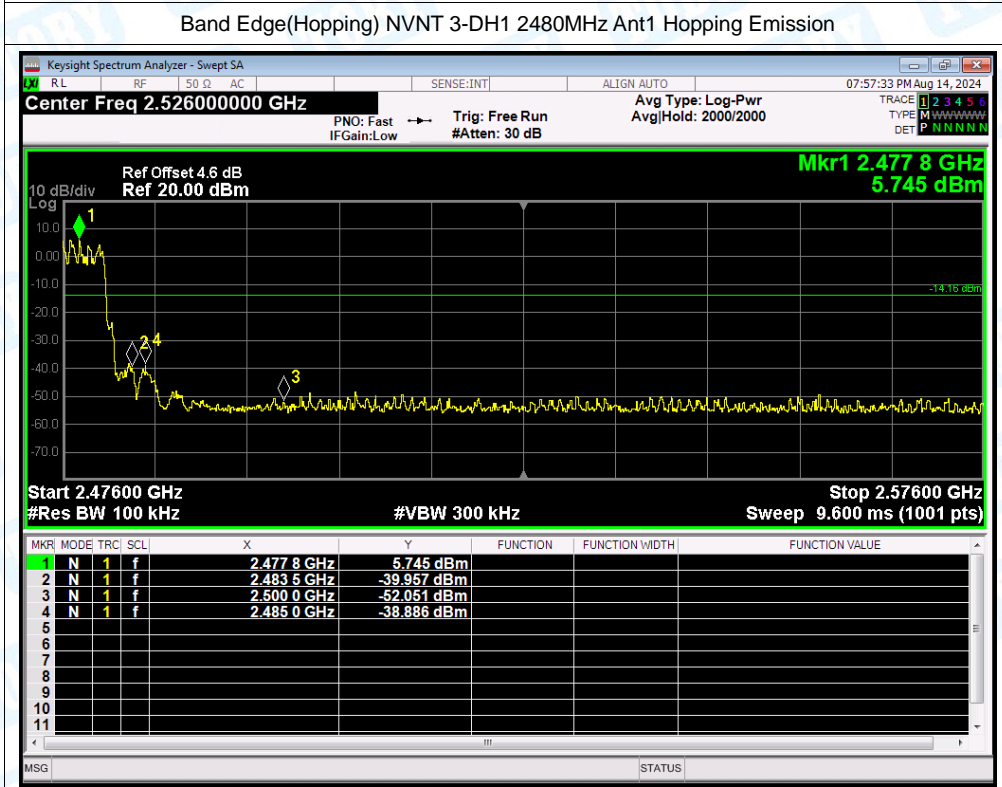 Band Edge(Hopping) NVNT 3-DH1 2480MHz Ant1 Hopping Emission
Keysight Spectrum Analyzer - Swept SA
LXI RL RF 50 Ω AC SENSE:INT ALIGN AUTO 07:57:33 PM Aug 14, 2024
Center Freq 2.526000000 GHz Avg Type: Log-Pwr TRACE 1 2 3 4 5 6
PNO: Fast Trig: Free Run Avg|Hold: 2000/2000 TYPE M WWWWW
IFGain:Low #Atten: 30 dB DET P N N N N N
Mkr1 2.477 8 GHz
Ref Offset 4.6 dB
10 dB/div Ref 20.00 dBm 5.745 dBm
Log
1
10.0
0.00
-10.0
-14.16 dBm
-20.0
-30.0
2 4
-40.0
3
-50.0
-60.0
-70.0
Start 2.47600 GHz Stop 2.57600 GHz
#Res BW 100 kHz #VBW 300 kHz Sweep 9.600 ms (1001 pts)
MKR MODE TRC SCL X Y FUNCTION FUNCTION WIDTH FUNCTION VALUE
1 N 1 f 2.477 8 GHz 5.745 dBm
2 N 1 f 2.483 5 GHz -39.957 dBm
3 N 1 f 2.500 0 GHz -52.051 dBm
4 N 1 f 2.485 0 GHz -38.886 dBm
5
6
7
8
9
10
11
MSG STATUS